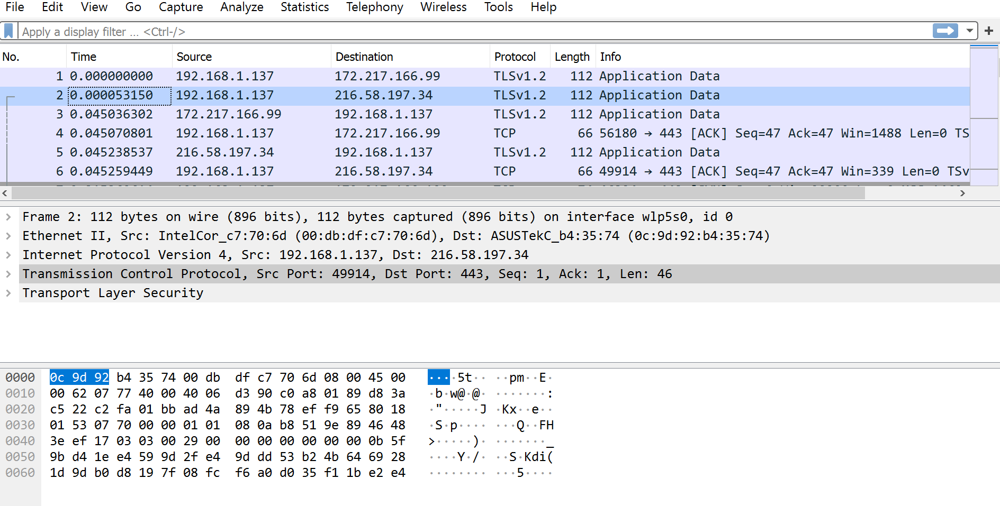 File Edit View Go Capture Analyze Statistics Telephony Wireless Tools Help
Apply a display filter ... <Ctrl-/>
No. Time Source Destination Protocol Length Info
1 0.000000000 192.168.1.137 172.217.166.99 TLSv1.2 112 Application Data
2 0.000053150 192.168.1.137 216.58.197.34 TLSv1.2 112 Application Data
3 0.045036302 172.217.166.99 192.168.1.137 TLSv1.2 112 Application Data
4 0.045070801 192.168.1.137 172.217.166.99 TCP 66 56180 → 443 [ACK] Seq=47 Ack=47 Win=1488 Len=0 TS
5 0.045238537 216.58.197.34 192.168.1.137 TLSv1.2 112 Application Data
6 0.045259449 192.168.1.137 216.58.197.34 TCP 66 49914 → 443 [ACK] Seq=47 Ack=47 Win=339 Len=0 TSv
Frame 2: 112 bytes on wire (896 bits), 112 bytes captured (896 bits) on interface wlp5s0, id 0
Ethernet II, Src: IntelCor_c7:70:6d (00:db:df:c7:70:6d), Dst: ASUSTekC_b4:35:74 (0c:9d:92:b4:35:74)
Internet Protocol Version 4, Src: 192.168.1.137, Dst: 216.58.197.34
Transmission Control Protocol, Src Port: 49914, Dst Port: 443, Seq: 1, Ack: 1, Len: 46
Transport Layer Security
0000 0c 9d 92 b4 35 74 00 db df c7 70 6d 08 00 45 00 ····5t·· ··pm··E·
0010 00 62 07 77 40 00 40 06 d3 90 c0 a8 01 89 d8 3a ·b·w@·@· ·······:
0020 c5 22 c2 fa 01 bb ad 4a 89 4b 78 ef f9 65 80 18 ·"·····J ·Kx··e··
0030 01 53 07 70 00 00 01 01 08 0a b8 51 9e 89 46 48 ·S·p···· ···Q··FH
0040 3e ef 17 03 03 00 29 00 00 00 00 00 00 00 0b 5f >·····)· ·······_
0050 9b d4 1e e4 59 9d 2f e4 9d dd 53 b2 4b 64 69 28 ····Y·/· ··S·Kdi(
0060 1d 9d b0 d8 19 7f 08 fc f6 a0 d0 35 f1 1b e2 e4 ········ ···5····